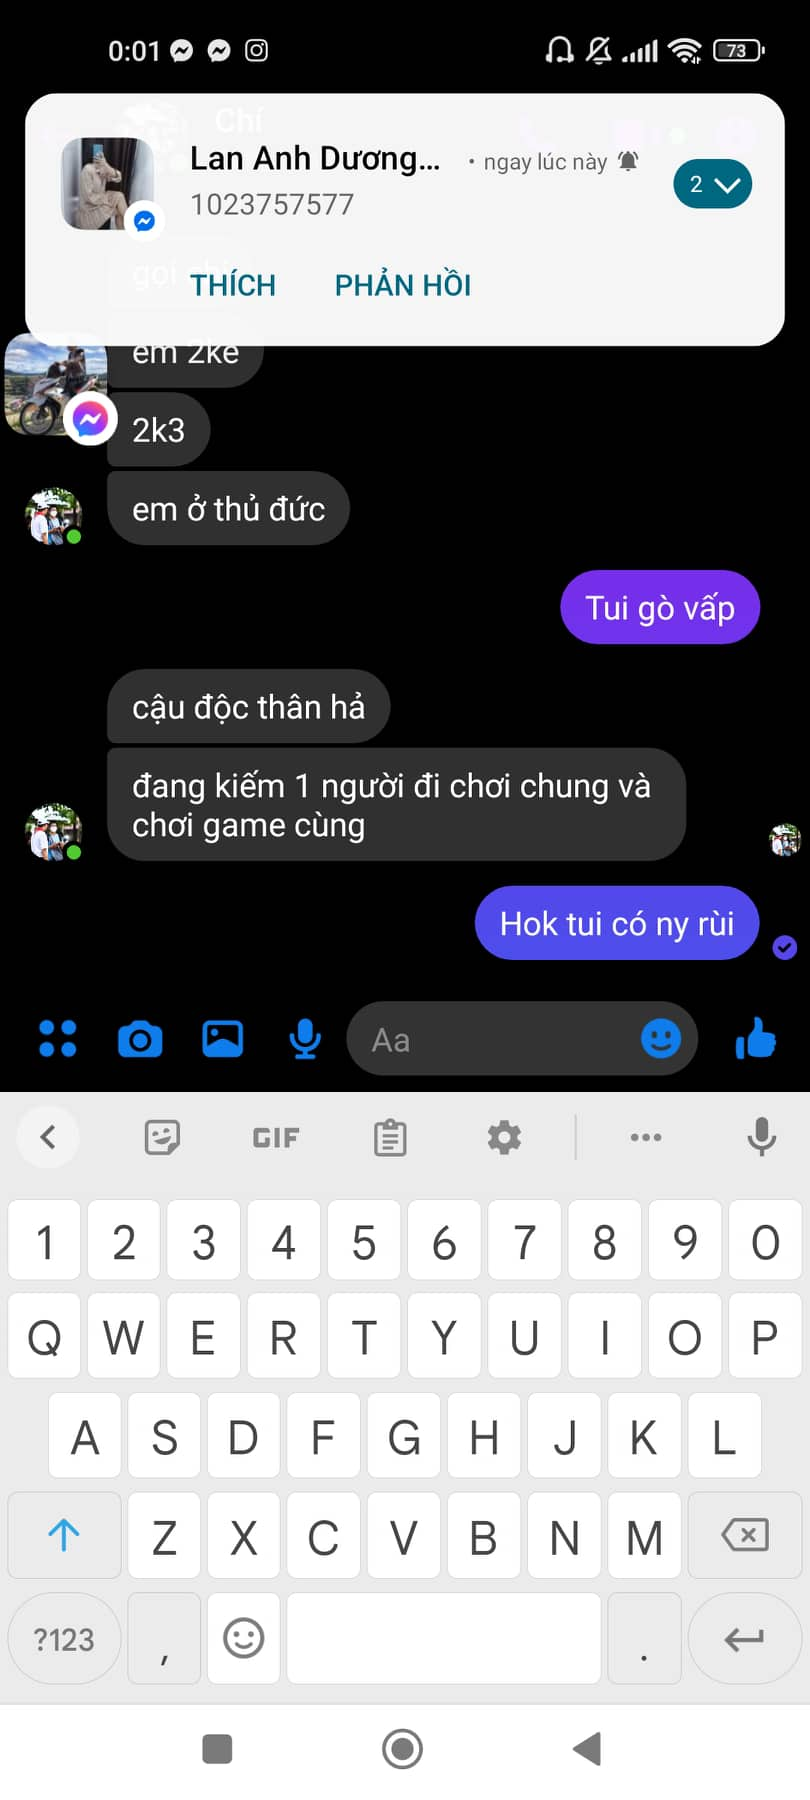 0:01
73
Chí
Lan Anh Dương... • ngay lúc này
1023757577
2
THÍCH PHẢN HỒI
em 2ke
2k3
em ở thủ đức
Tui gò vấp
cậu độc thân hả
đang kiếm 1 người đi chơi chung và
chơi game cùng
Hok tui có ny rùi
Aa
GIF
1 2 3 4 5 6 7 8 9 0
Q W E R T Y U I O P
A S D F G H J K L
Z X C V B N M
?123 , .